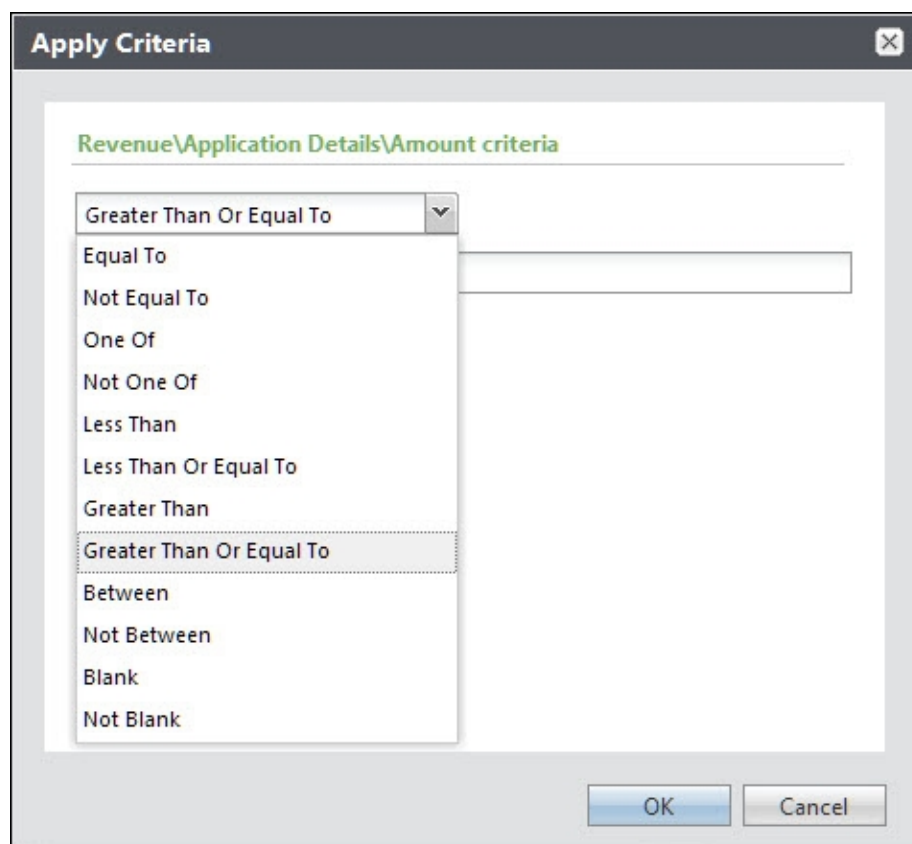 Apply Criteria
Revenue\Application Details\Amount criteria
Greater Than Or Equal To
Equal To
Not Equal To
One Of
Not One Of
Less Than
Less Than Or Equal To
Greater Than
Greater Than Or Equal To
Between
Not Between
Blank
Not Blank
OK Cancel